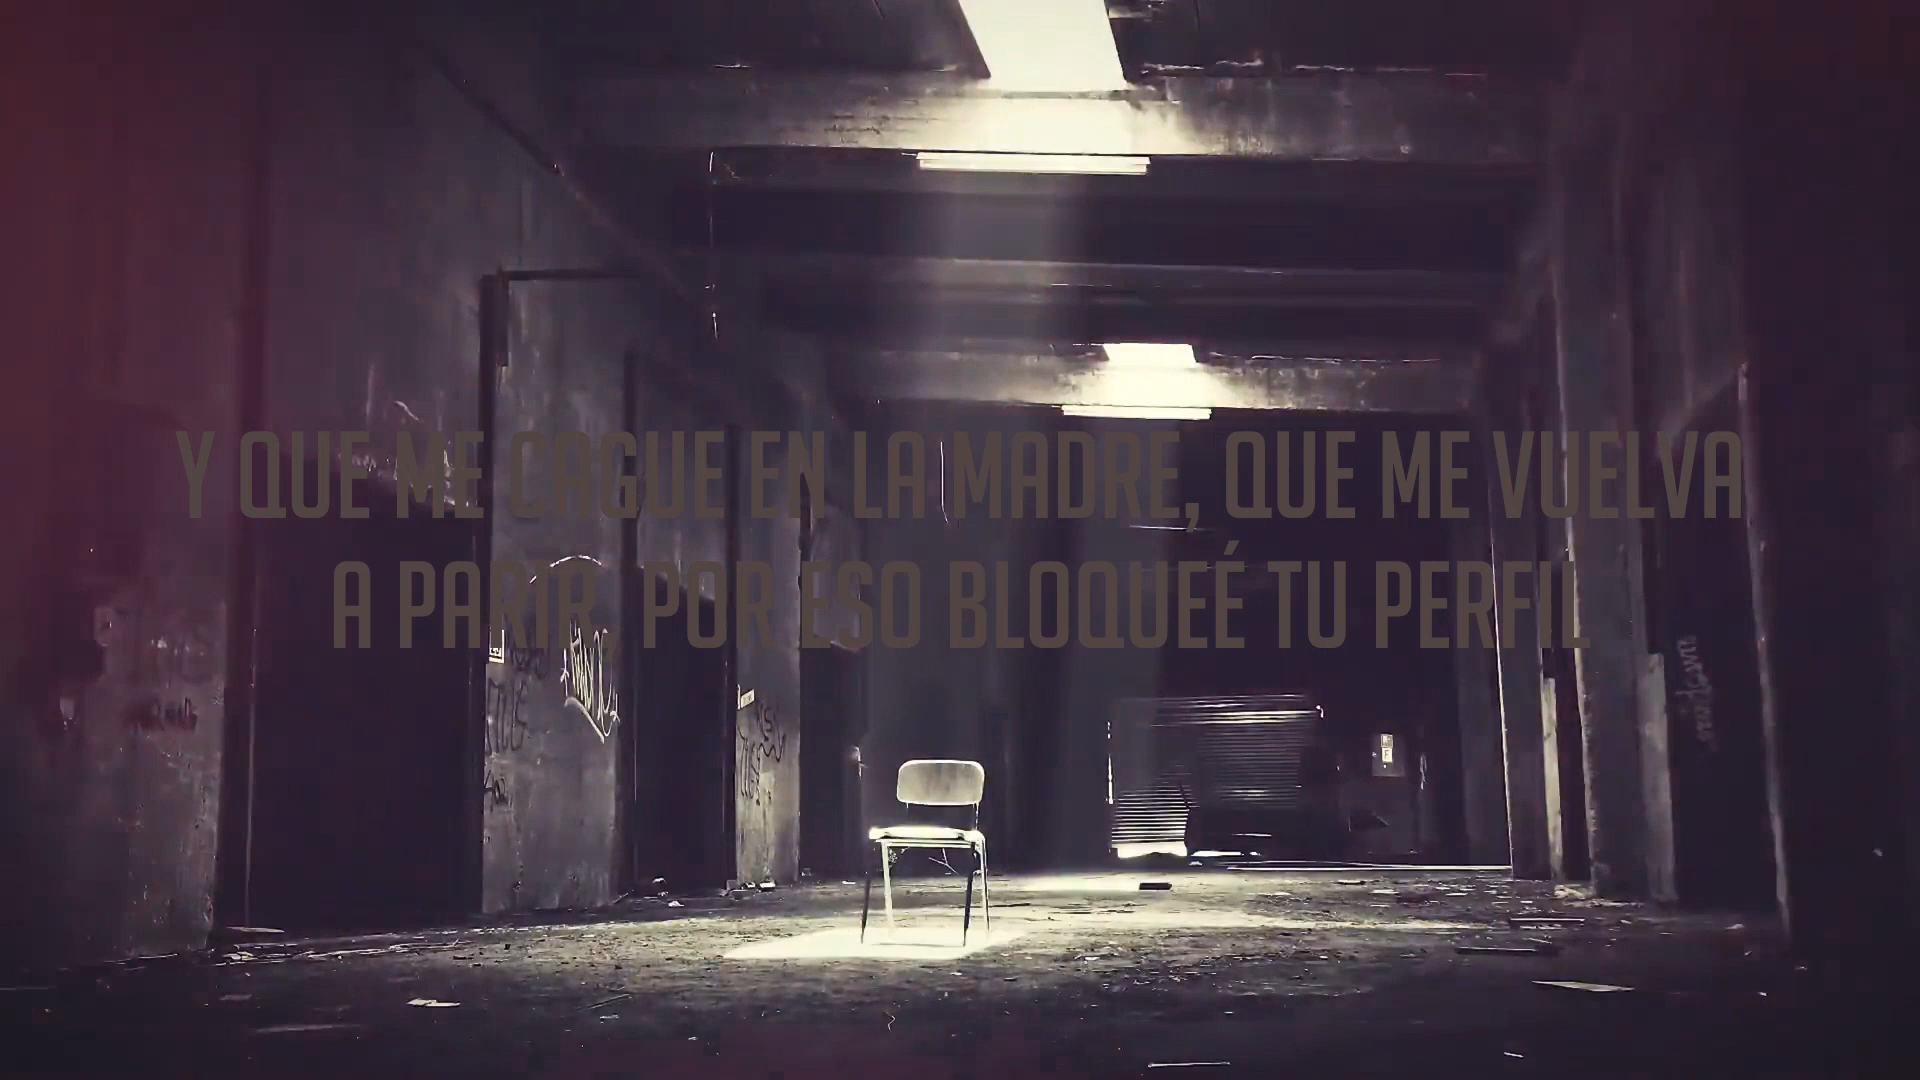 Y QUE ME CAGUE EN LA MADRE, QUE ME VUELVA
A PARIR, POR ESO BLOQUEÉ TU PERFIL